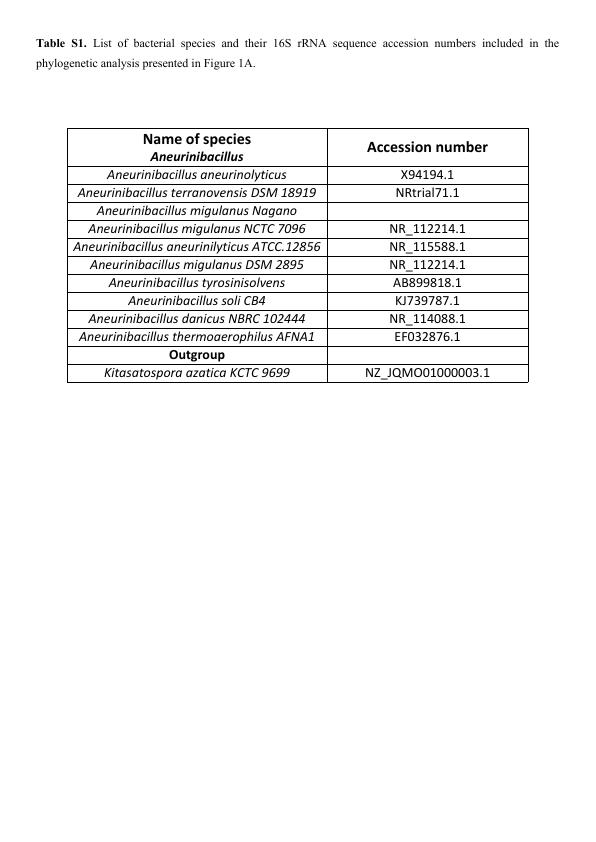 Table S1. List of bacterial species and their 16S rRNA sequence accession numbers included in the
phylogenetic analysis presented in Figure 1A.
Name of species
Aneurinibacillus
Accession number
Aneurinibacillus aneurinolyticus X94194.1
Aneurinibacillus terranovensis DSM 18919 NRtrial71.1
Aneurinibacillus migulanus Nagano
Aneurinibacillus migulanus NCTC 7096 NR_112214.1
Aneurinibacillus aneurinilyticus ATCC.12856 NR_115588.1
Aneurinibacillus migulanus DSM 2895 NR_112214.1
Aneurinibacillus tyrosinisolvens AB899818.1
Aneurinibacillus soli CB4 KJ739787.1
Aneurinibacillus danicus NBRC 102444 NR_114088.1
Aneurinibacillus thermoaerophilus AFNA1 EF032876.1
Outgroup
Kitasatospora azatica KCTC 9699 NZ_JQMO01000003.1